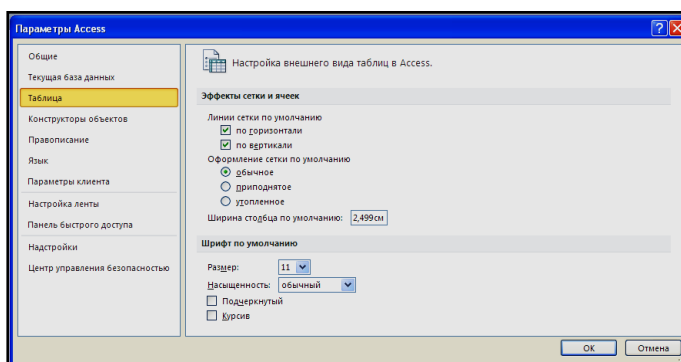 Параметры Access
Общие
Текущая база данных
Таблица
Конструкторы объектов
Правописание
Язык
Параметры клиента
Настройка ленты
Панель быстрого доступа
Надстройки
Центр управления безопасностью
Настройка внешнего вида таблиц в Access.
Эффекты сетки и ячеек
Линии сетки по умолчанию
по горизонтали
по вертикали
Оформление сетки по умолчанию
обычное
приподнятое
утопленное
Ширина столбца по умолчанию: 2,499см
Шрифт по умолчанию
Размер: 11
Насыщенность: обычный
Подчеркнутый
Курсив
ОК Отмена